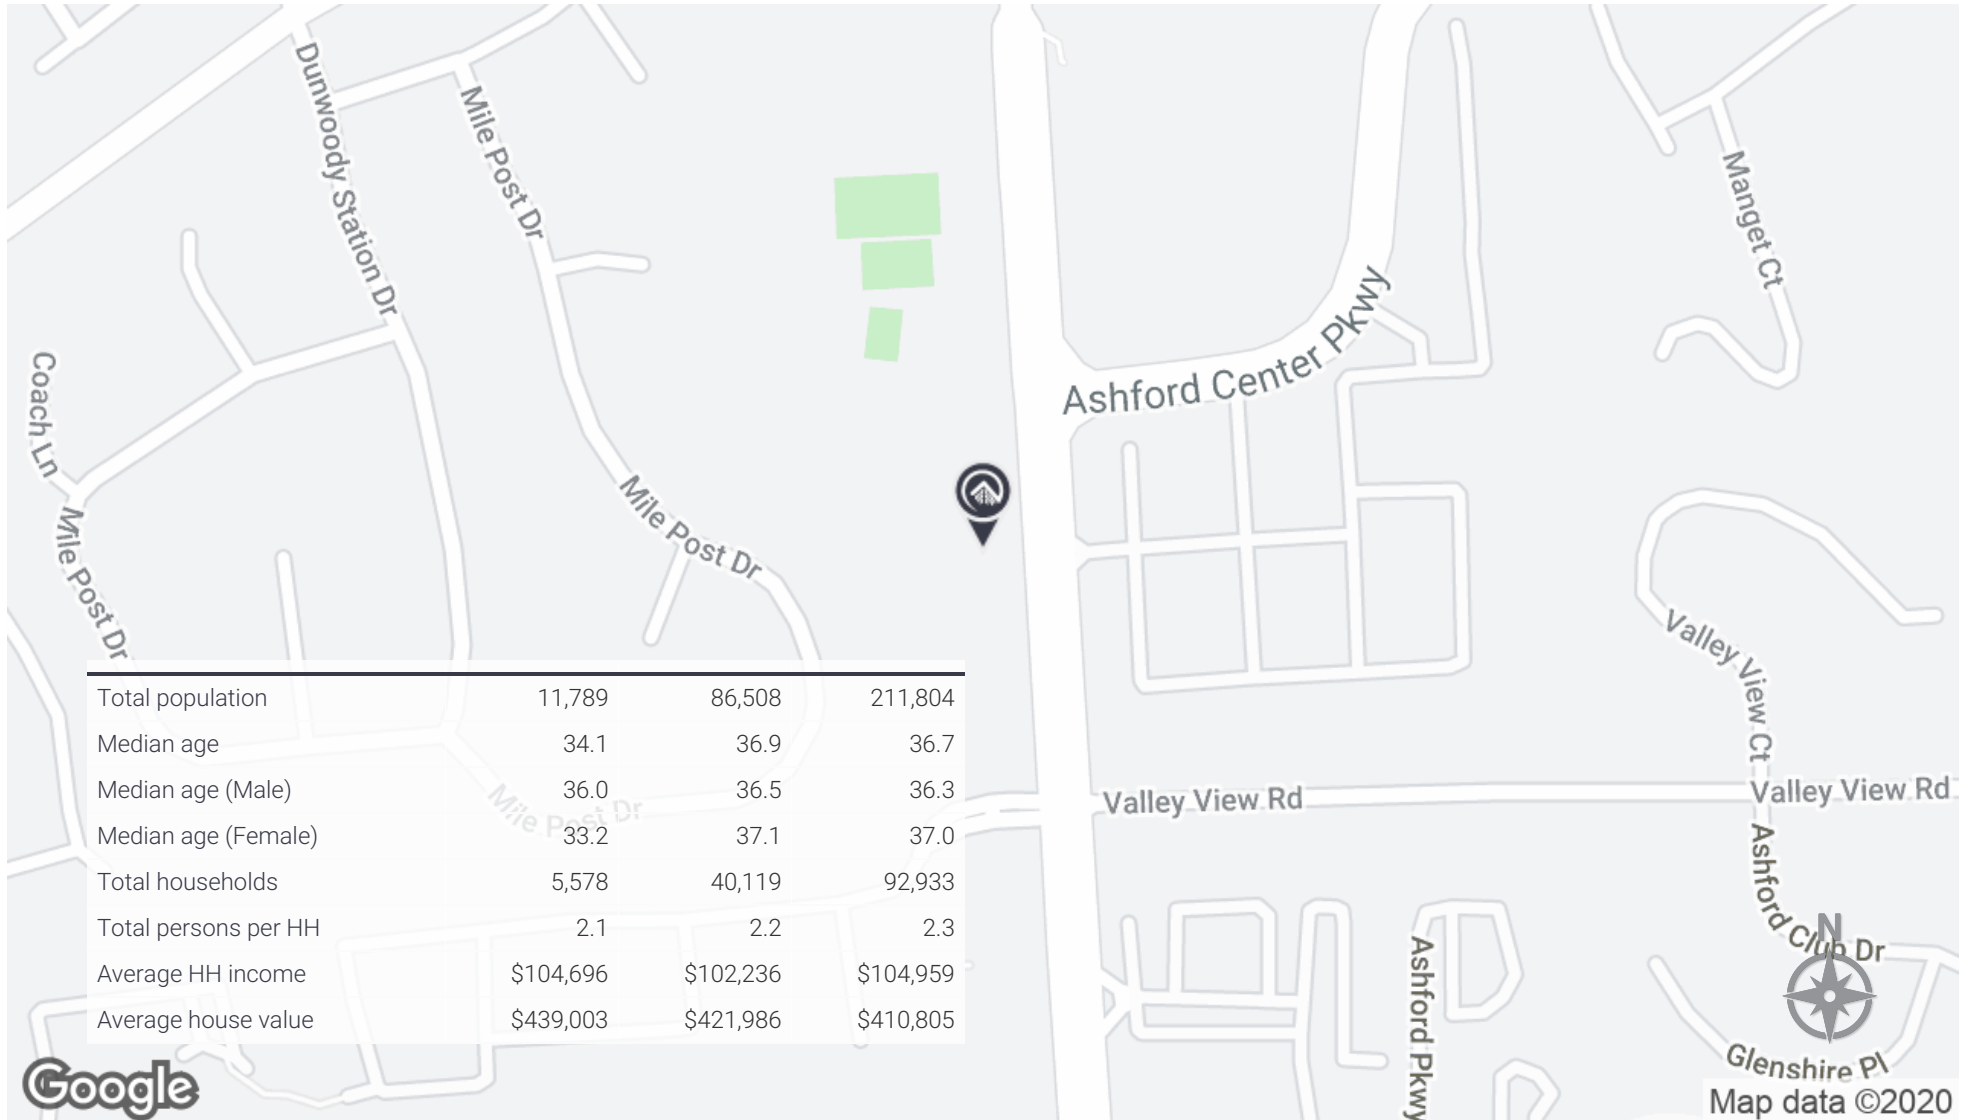 Dunwoody Station Dr
Mile Post Dr
Manget Ct
Ashford Center Pkwy
Coach Ln
Mile Post Dr
Mile Post Dr
Valley View Ct
Total population 11,789 86,508 211,804
Median age 34.1 36.9 36.7
Median age (Male) 36.0 36.5 36.3
Mile Post Dr
Valley View Rd
Valley View Rd
Median age (Female) 33.2 37.1 37.0
Total households 5,578 40,119 92,933
Total persons per HH 2.1 2.2 2.3
Average HH income $104,696 $102,236 $104,959
Average house value $439,003 $421,986 $410,805
Ashford Club Dr
N
Ashford Pkwy
Glenshire Pl
Google
Map data ©2020